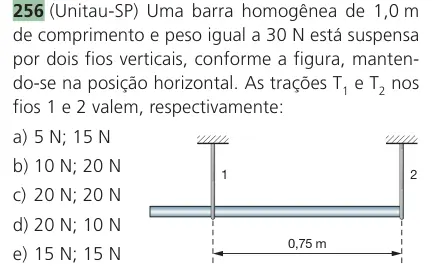 256 (Unitau-SP) Uma barra homogênea de 1,0 m
de comprimento e peso igual a 30 N está suspensa
por dois fios verticais, conforme a figura, manten-
do-se na posição horizontal. As trações T1 e T2 nos
fios 1 e 2 valem, respectivamente:
a) 5 N; 15 N
b) 10 N; 20 N
c) 20 N; 20 N
d) 20 N; 10 N
e) 15 N; 15 N
1
2
0,75 m